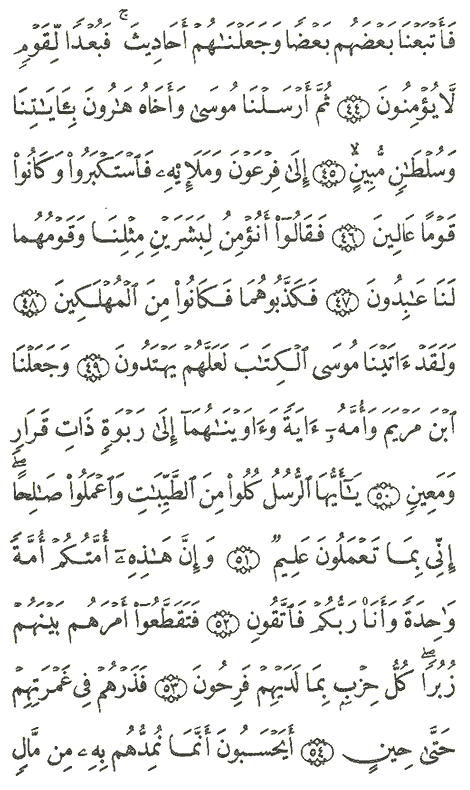 فَأَتۡبَعۡنَا بَعۡضَهُم بَعۡضٗا وَجَعَلۡنَٰهُمۡ أَحَادِيثَۚ فَبُعۡدٗا لِّقَوۡمٖ
لَّا يُؤۡمِنُونَ ٤٤ ثُمَّ أَرۡسَلۡنَا مُوسَىٰ وَأَخَاهُ هَٰرُونَ بِـَٔايَٰتِنَا
وَسُلۡطَٰنٖ مُّبِينٍ ٤٥ إِلَىٰ فِرۡعَوۡنَ وَمَلَإِيْهِۦ فَٱسۡتَكۡبَرُواْ وَكَانُواْ
قَوۡمًا عَالِينَ ٤٦ فَقَالُوٓاْ أَنُؤۡمِنُ لِبَشَرَيۡنِ مِثۡلِنَا وَقَوۡمُهُمَا
لَنَا عَٰبِدُونَ ٤٧ فَكَذَّبُوهُمَا فَكَانُواْ مِنَ ٱلۡمُهۡلَكِينَ ٤٨
وَلَقَدۡ ءَاتَيۡنَا مُوسَى ٱلۡكِتَٰبَ لَعَلَّهُمۡ يَهۡتَدُونَ ٤٩ وَجَعَلۡنَا
ٱبۡنَ مَرۡيَمَ وَأُمَّهُۥٓ ءَايَةٗ وَءَاوَيۡنَٰهُمَآ إِلَىٰ رَبۡوَةٖ ذَاتِ قَرَارٖ
وَمَعِينٖ ٥٠ يَٰٓأَيُّهَا ٱلرُّسُلُ كُلُواْ مِنَ ٱلطَّيِّبَٰتِ وَٱعۡمَلُواْ صَٰلِحًاۖ
إِنِّي بِمَا تَعۡمَلُونَ عَلِيمٞ ٥١ وَإِنَّ هَٰذِهِۦٓ أُمَّتُكُمۡ أُمَّةٗ
وَٰحِدَةٗ وَأَنَا۠ رَبُّكُمۡ فَٱتَّقُونِ ٥٢ فَتَقَطَّعُوٓاْ أَمۡرَهُم بَيۡنَهُمۡ
زُبُرٗاۖ كُلُّ حِزۡبِۭ بِمَا لَدَيۡهِمۡ فَرِحُونَ ٥٣ فَذَرۡهُمۡ فِي غَمۡرَتِهِمۡ
حَتَّىٰ حِينٍ ٥٤ أَيَحۡسَبُونَ أَنَّمَا نُمِدُّهُم بِهِۦ مِن مَّالٖ